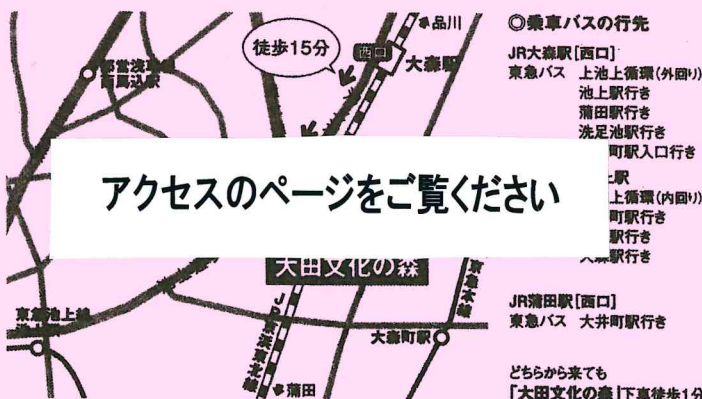 品川
徒歩15分
西口
大森駅
都営浅草線
西馬込駅
アクセスのページをご覧ください
大田文化の森
JR京浜東北線
京急本線
東急池上線
大森町駅
蒲田
◎乗車バスの行先
JR大森駅[西口]
東急バス 上池上循環(外回り)
池上駅行き
蒲田駅行き
洗足池駅行き
町駅入口行き
上駅
上循環(内回り)
町駅行き
駅行き
大森駅行き
JR蒲田駅[西口]
東急バス 大井町駅行き
どちらから来ても
「大田文化の森」下車徒歩1分